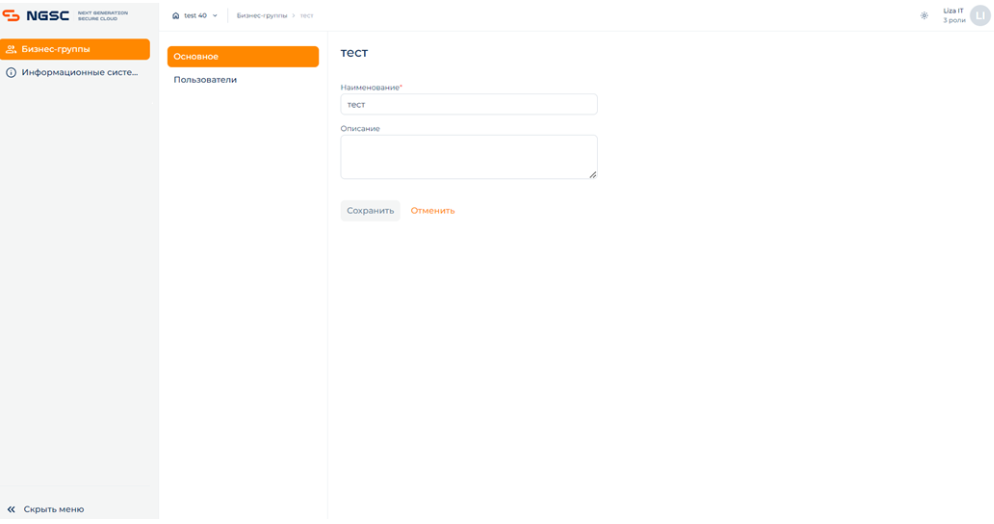 NGSC NEXT GENERATION
SECURE CLOUD
test 40
Бизнес-группы > тест
Liza IT
3 роли
LI
Бизнес-группы
Информационные систе...
Основное
Пользователи
тест
Наименование*
тест
Описание
Сохранить
Отменить
Скрыть меню